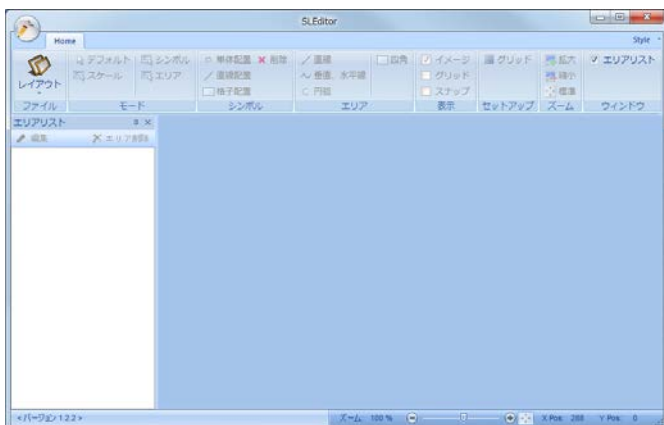 SLEditor
Home Style
デフォルト シンボル 単体配置 削除 直線 四角 イメージ グリッド 拡大 エリアリスト
スケール エリア 直線配置 垂直、水平線 グリッド 縮小
レイアウト 格子配置 円弧 スナップ 標準
ファイル モード シンボル エリア 表示 セットアップ ズーム ウィンドウ
エリアリスト
編集 エリア削除
<バージョン 1.2.2 > ズーム: 100 % X Pos: 288 Y Pos: 0